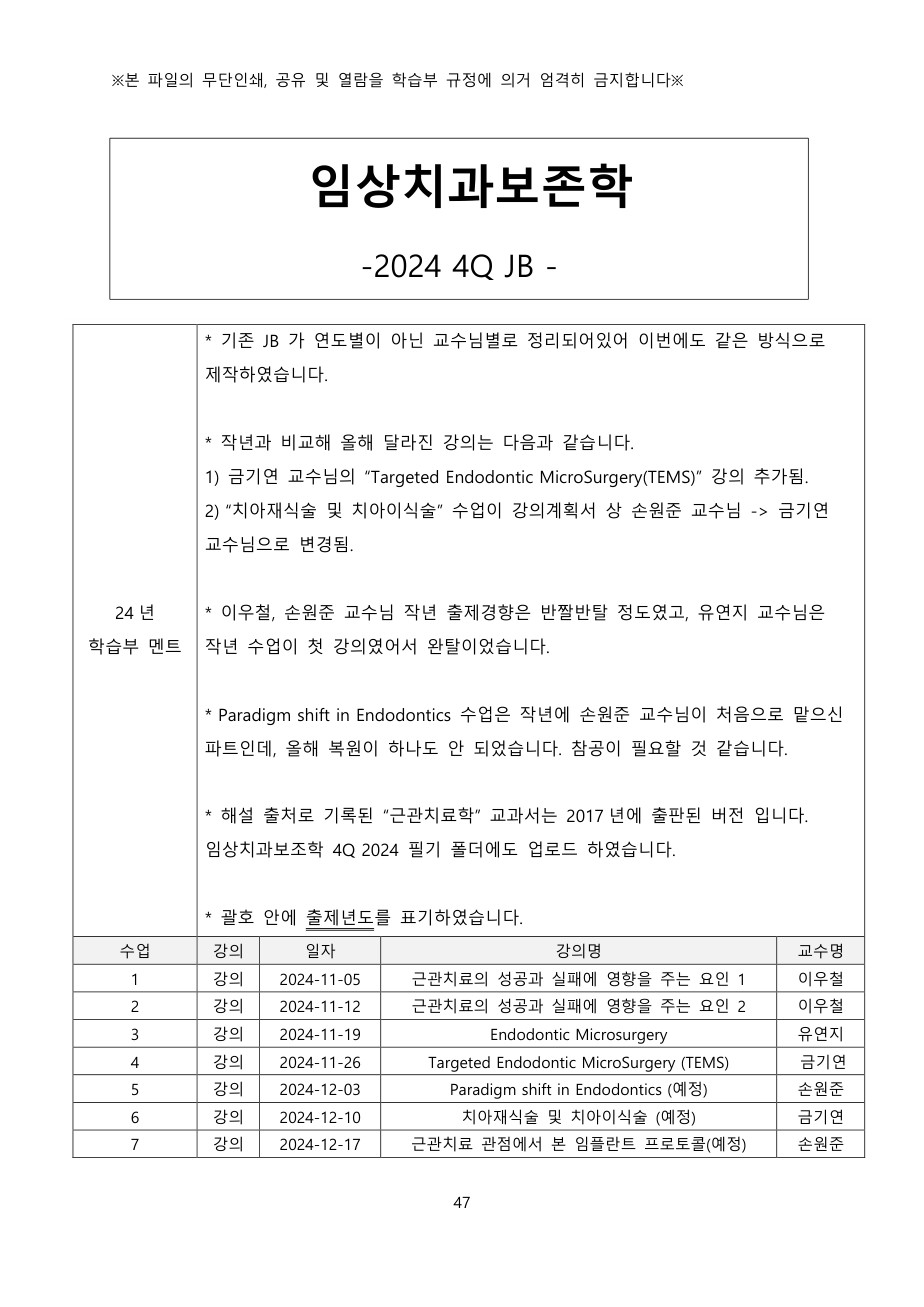 ※본 파일의 무단인쇄, 공유 및 열람을 학습부 규정에 의거 엄격히 금지합니다※
임상치과보존학
-2024 4Q JB -
24 년
학습부 멘트
* 기존 JB 가 연도별이 아닌 교수님별로 정리되어있어 이번에도 같은 방식으로
제작하였습니다.
* 작년과 비교해 올해 달라진 강의는 다음과 같습니다.
1) 금기연 교수님의 “Targeted Endodontic MicroSurgery(TEMS)” 강의 추가됨.
2) “치아재식술 및 치아이식술” 수업이 강의계획서 상 손원준 교수님 -> 금기연
교수님으로 변경됨.
* 이우철, 손원준 교수님 작년 출제경향은 반짤반탈 정도였고, 유연지 교수님은
작년 수업이 첫 강의였어서 완탈이었습니다.
* Paradigm shift in Endodontics 수업은 작년에 손원준 교수님이 처음으로 맡으신
파트인데, 올해 복원이 하나도 안 되었습니다. 참공이 필요할 것 같습니다.
* 해설 출처로 기록된 “근관치료학” 교과서는 2017 년에 출판된 버전 입니다.
임상치과보조학 4Q 2024 필기 폴더에도 업로드 하였습니다.
* 괄호 안에 출제년도를 표기하였습니다.
수업 강의 일자 강의명 교수명
1 강의 2024-11-05 근관치료의 성공과 실패에 영향을 주는 요인 1 이우철
2 강의 2024-11-12 근관치료의 성공과 실패에 영향을 주는 요인 2 이우철
3 강의 2024-11-19 Endodontic Microsurgery 유연지
4 강의 2024-11-26 Targeted Endodontic MicroSurgery (TEMS) 금기연
5 강의 2024-12-03 Paradigm shift in Endodontics (예정) 손원준
6 강의 2024-12-10 치아재식술 및 치아이식술 (예정) 금기연
7 강의 2024-12-17 근관치료 관점에서 본 임플란트 프로토콜(예정) 손원준
47